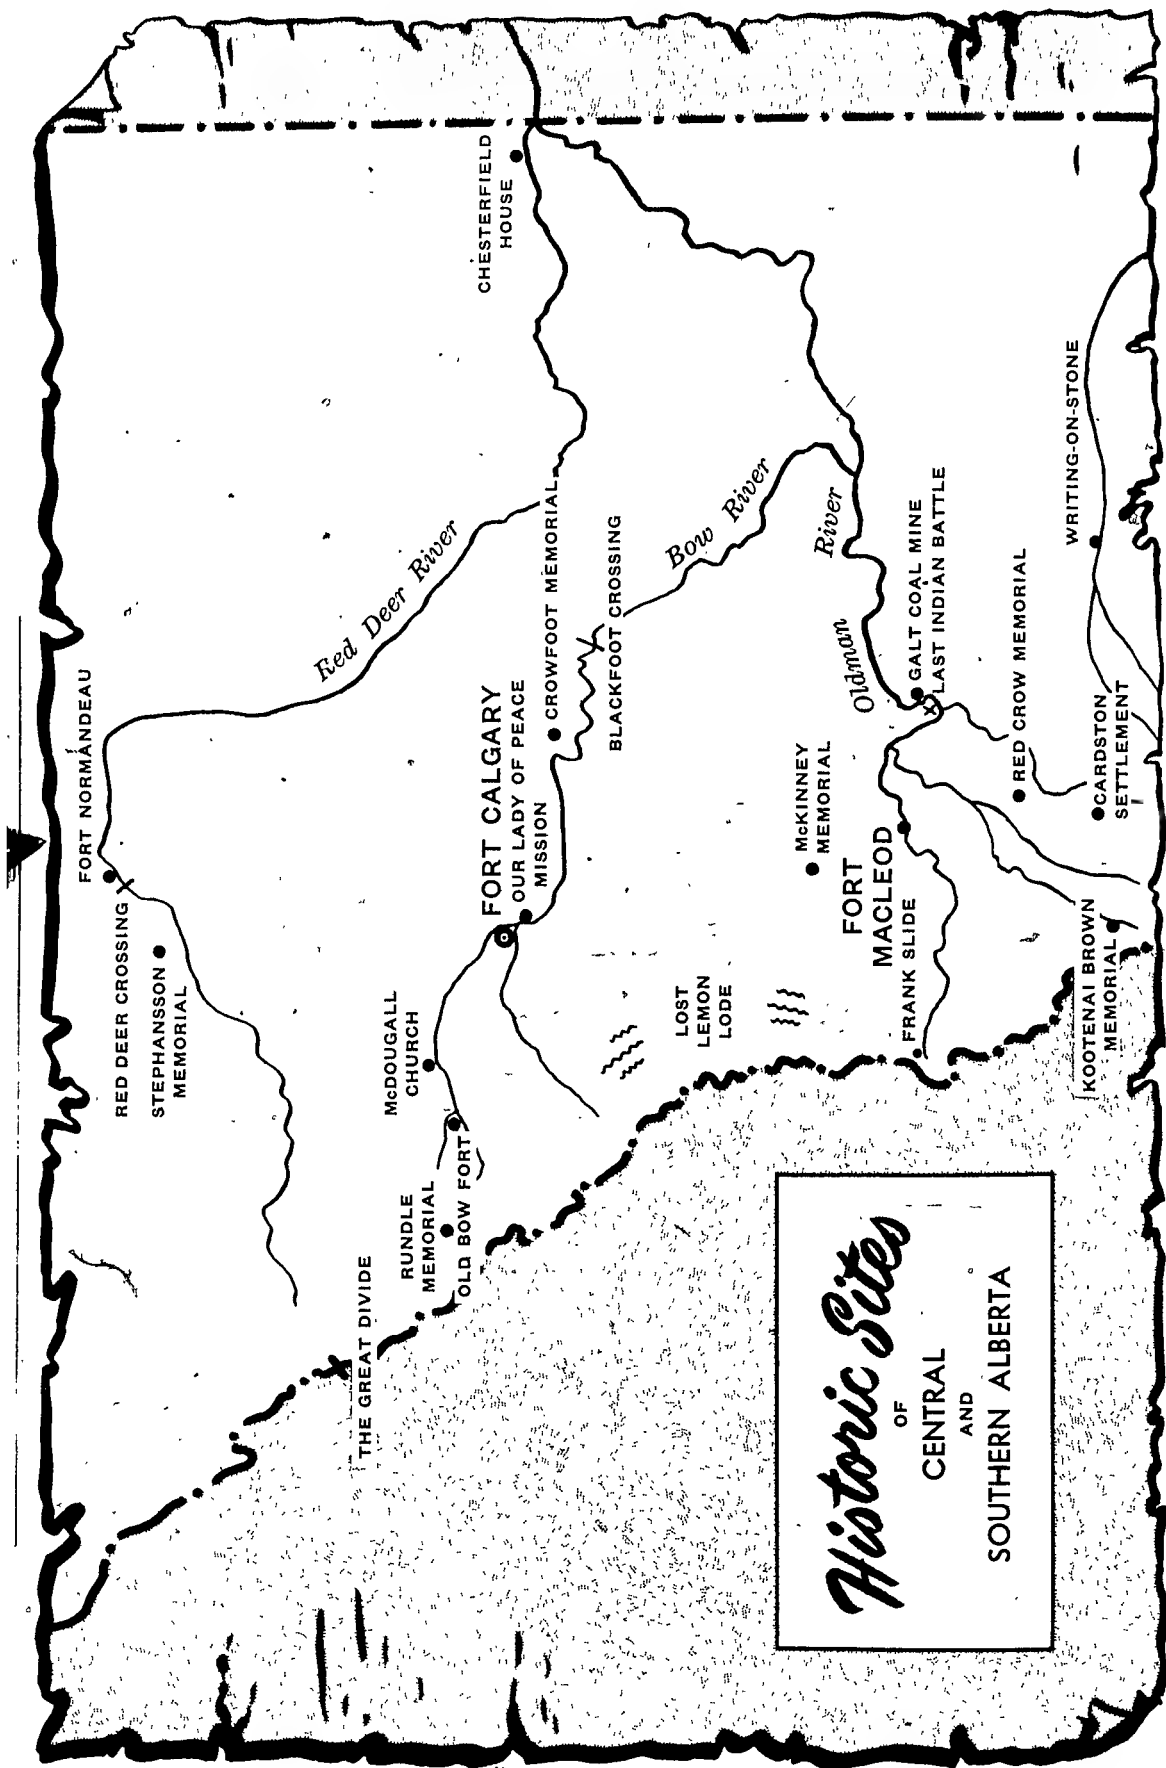 Historic Sites
OF
CENTRAL
AND
SOUTHERN ALBERTA
FORT NORMANDEAU
RED DEER CROSSING
STEPHANSSON
MEMORIAL
Red Deer River
THE GREAT DIVIDE
RUNDLE
MEMORIAL
OLD BOW FORT
McDOUGALL
CHURCH
FORT CALGARY
OUR LADY OF PEACE
MISSION
CROWFOOT MEMORIAL
BLACKFOOT CROSSING
CHESTERFIELD
HOUSE
Bow River
LOST
LEMON
LODE
McKINNEY
MEMORIAL
Oldman River
FORT
MACLEOD
FRANK SLIDE
GALT COAL MINE
LAST INDIAN BATTLE
RED CROW MEMORIAL
WRITING-ON-STONE
CARDSTON
SETTLEMENT
KOOTENAI BROWN
MEMORIAL